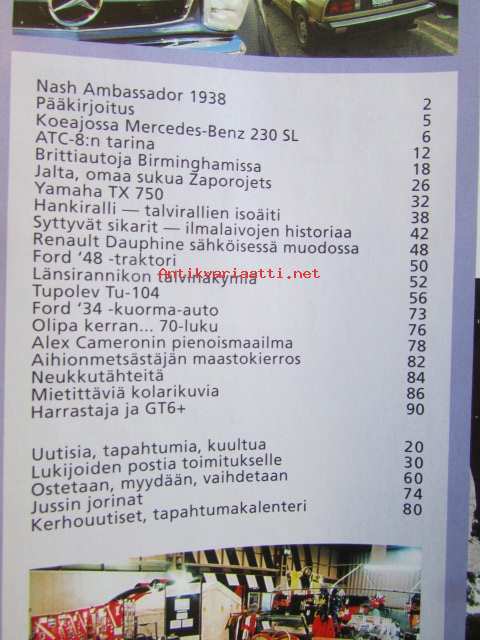 Nash Ambassador 1938 2
Pääkirjoitus 5
Koeajossa Mercedes-Benz 230 SL 6
ATC-8:n tarina 12
Brittiautoja Birminghamissa 18
Jalta, omaa sukua Zaporojets 26
Yamaha TX 750 32
Hankiralli — talvirallien isoäiti 38
Syttyvät sikarit — ilmalaivojen historiaa 42
Renault Dauphine sähköisessä muodossa 48
Ford ‘48 -traktori 50
Länsirannikon talvinäkymiä 52
Antikvariaatti.net
Tupolev Tu-104 56
Ford ‘34 -kuorma-auto 73
Olipa kerran... 70-luku 76
Alex Cameronin pienoismaailma 78
Aihionmetsästäjän maastokierros 82
Neukkutähteitä 84
Mietittäviä kolarikuvia 86
Harrastaja ja GT6+ 90
Uutisia, tapahtumia, kuultua 20
Lukijoiden postia toimitukselle 30
Ostetaan, myydään, vaihdetaan 60
Jussin jorinat 74
Kerhouutiset, tapahtumakalenteri 80